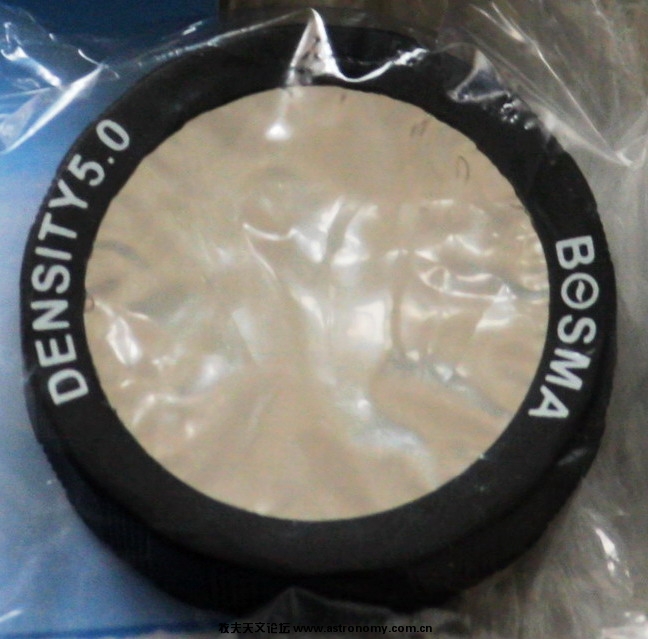 DENSITY5.0
BOSMA
牧夫天文论坛 www.astronomy.com.cn